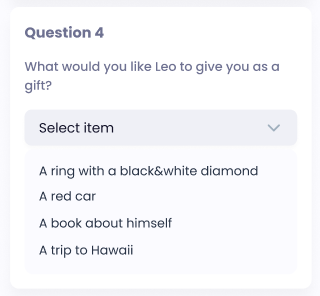 Question 4
What would you like Leo to give you as a
gift?
Select item
A ring with a black&white diamond
A red car
A book about himself
A trip to Hawaii